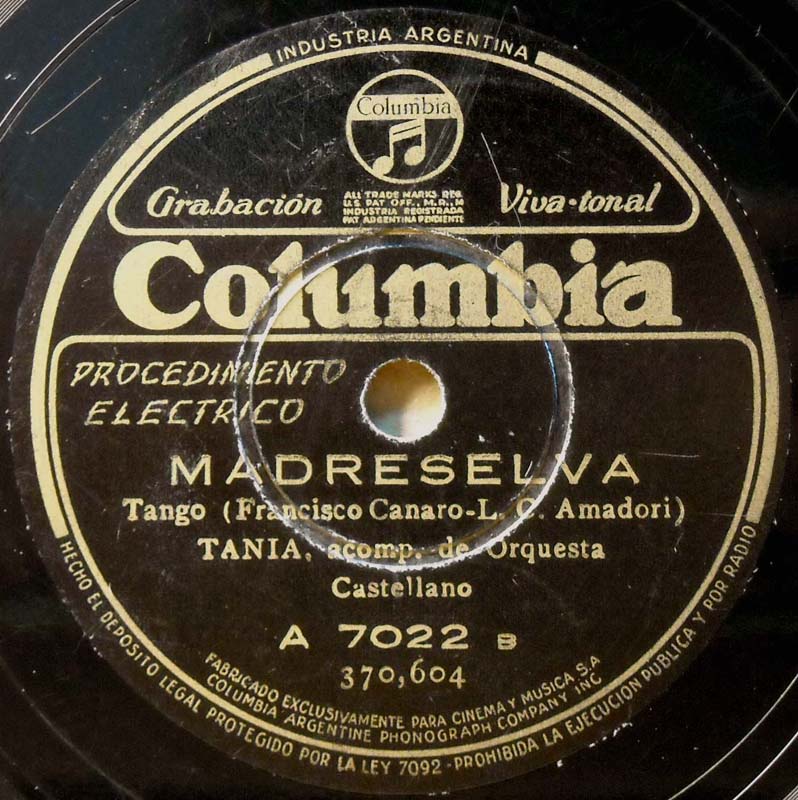 INDUSTRIA ARGENTINA
Columbia
Grabación
ALL TRADE MARKS REG.
U.S. PAT OFF., M.R., M
INDUSTRIA REGISTRADA
PAT ARGENTINA PENDIENTE
Viva-tonal
Columbia
PROCEDIMIENTO
ELECTRICO
MADRESELVA
Tango (Francisco Canaro-L. C. Amadori)
TANIA, acomp. de Orquesta
Castellano
A 7022 B
370,604
FABRICADO EXCLUSIVAMENTE PARA CINEMA Y MUSICA S.A
COLUMBIA ARGENTINE PHONOGRAPH COMPANY INC
HECHO EL DEPOSITO LEGAL PROTEGIDO POR LA LEY 7092 - PROHIBIDA LA EJECUCION PUBLICA Y POR RADIO